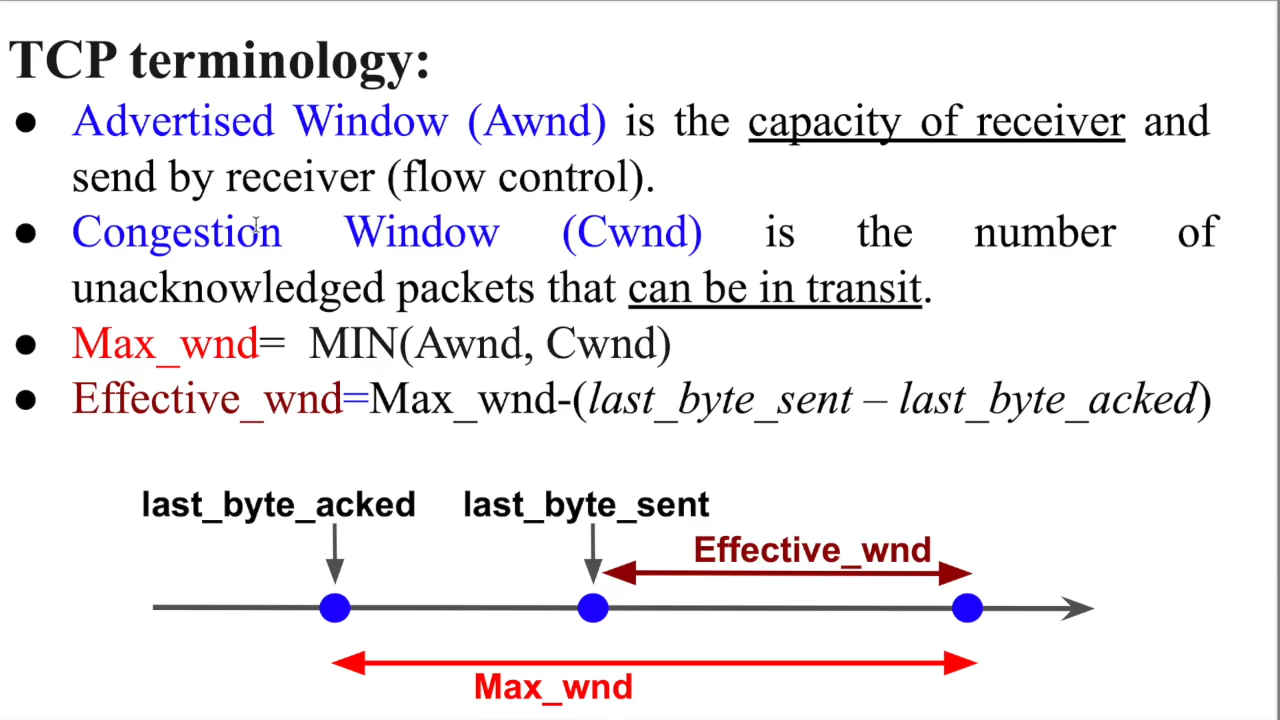 TCP terminology:
● Advertised Window (Awnd) is the capacity of receiver and
send by receiver (flow control).
● Congestion Window (Cwnd) is the number of
unacknowledged packets that can be in transit.
● Max_wnd= MIN(Awnd, Cwnd)
● Effective_wnd=Max_wnd-(last_byte_sent – last_byte_acked)
last_byte_acked last_byte_sent
Effective_wnd
Max_wnd